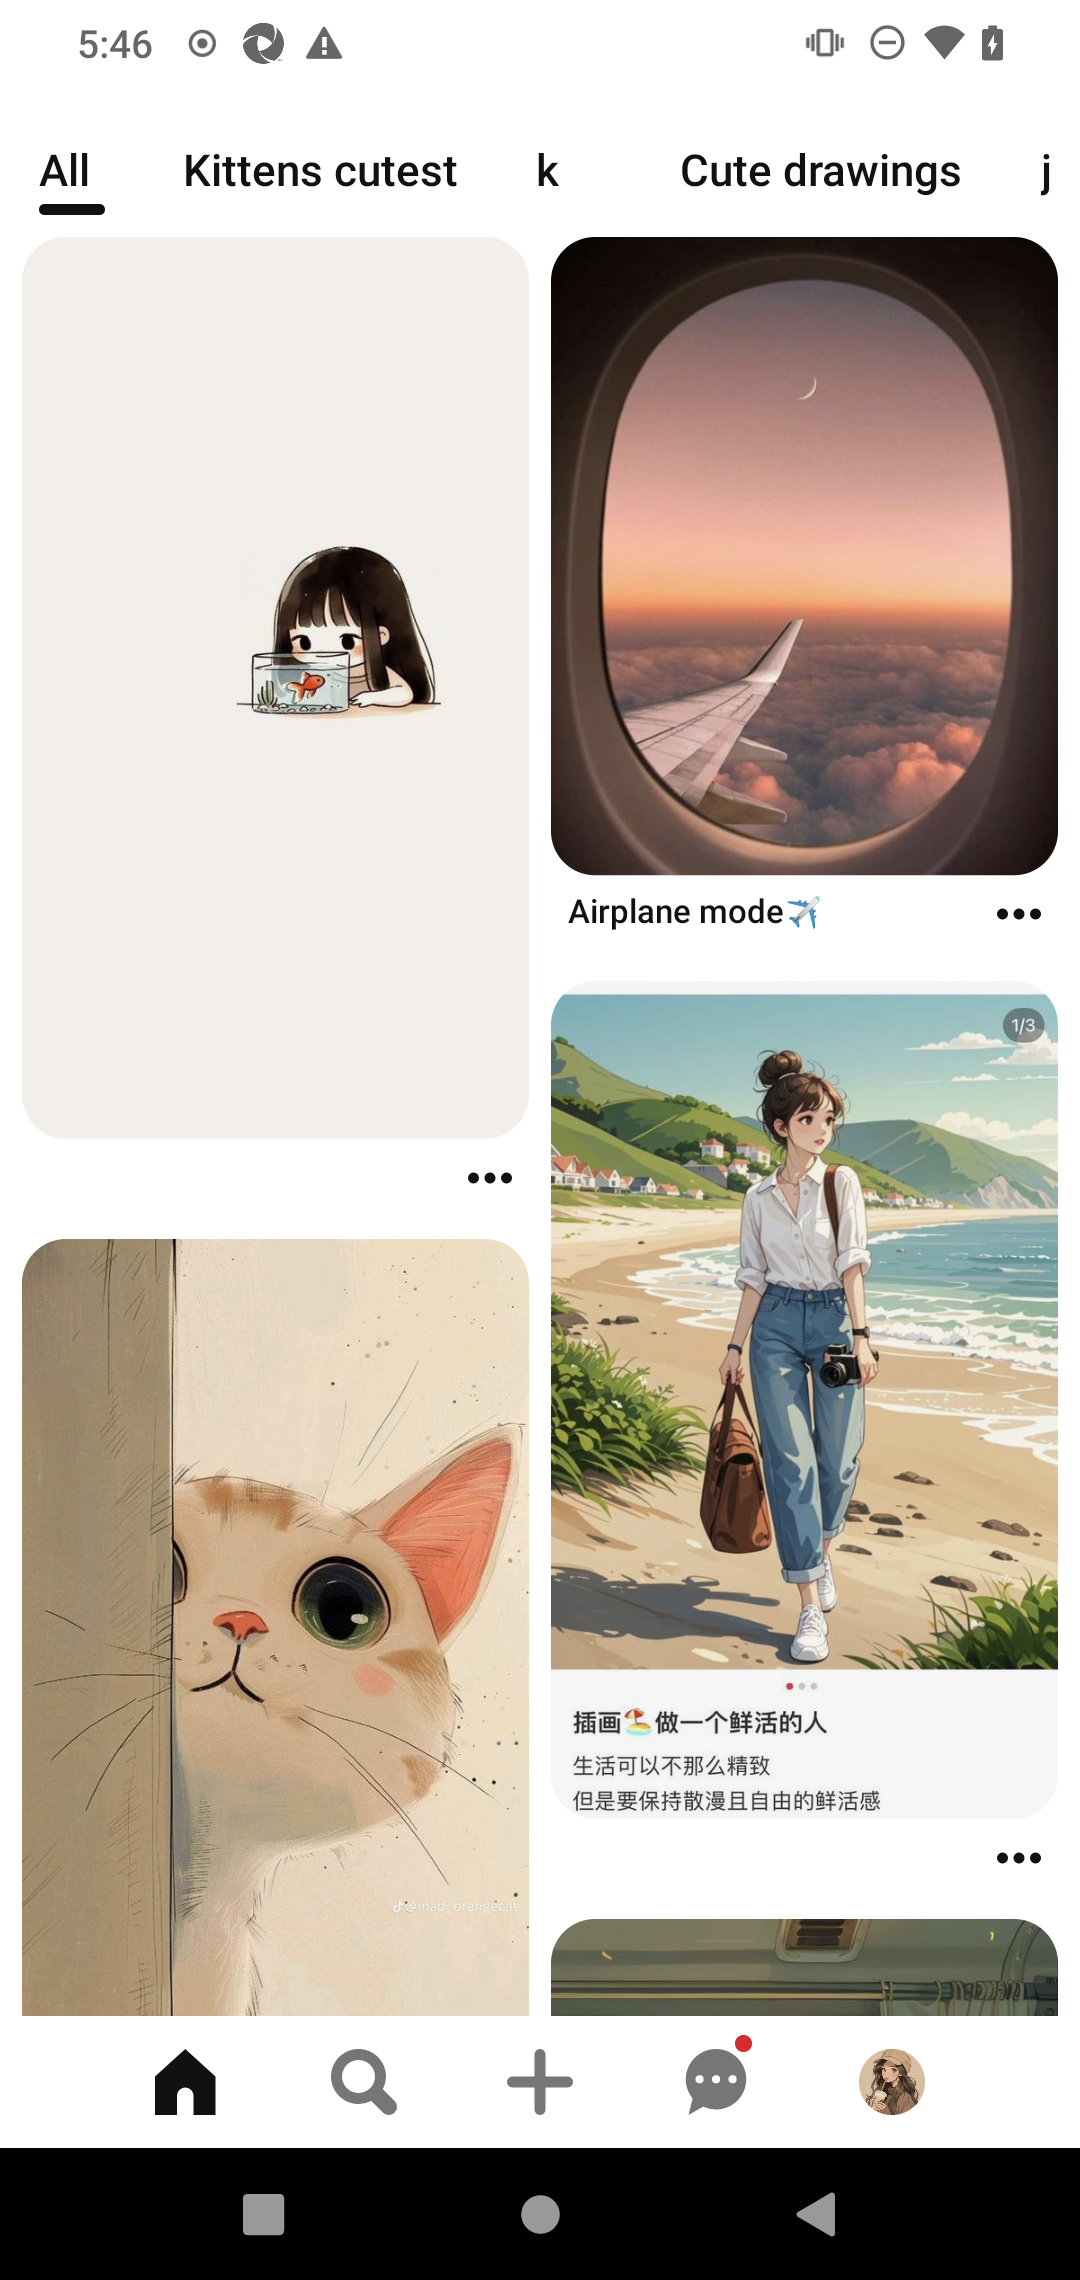 5:46
All Kittens cutest k Cute drawings j
Airplane mode✈️
1/3
插画🏖️做一个鲜活的人
生活可以不那么精致
但是要保持散漫且自由的鲜活感
@mad_orangecat